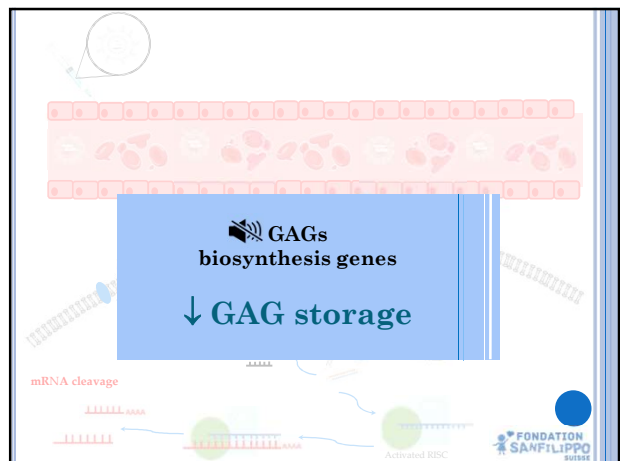 GAGs
biosynthesis genes
↓ GAG storage
mRNA cleavage
Activated RISC
FONDATION
SANFILIPPO
SUISSE